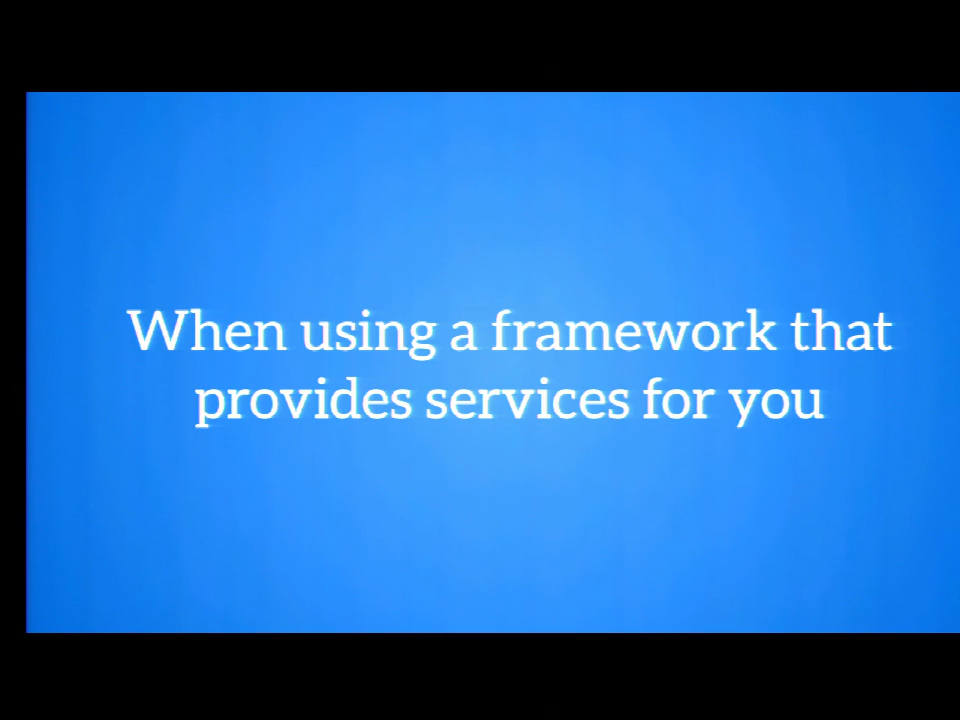 When using a framework that
provides services for you